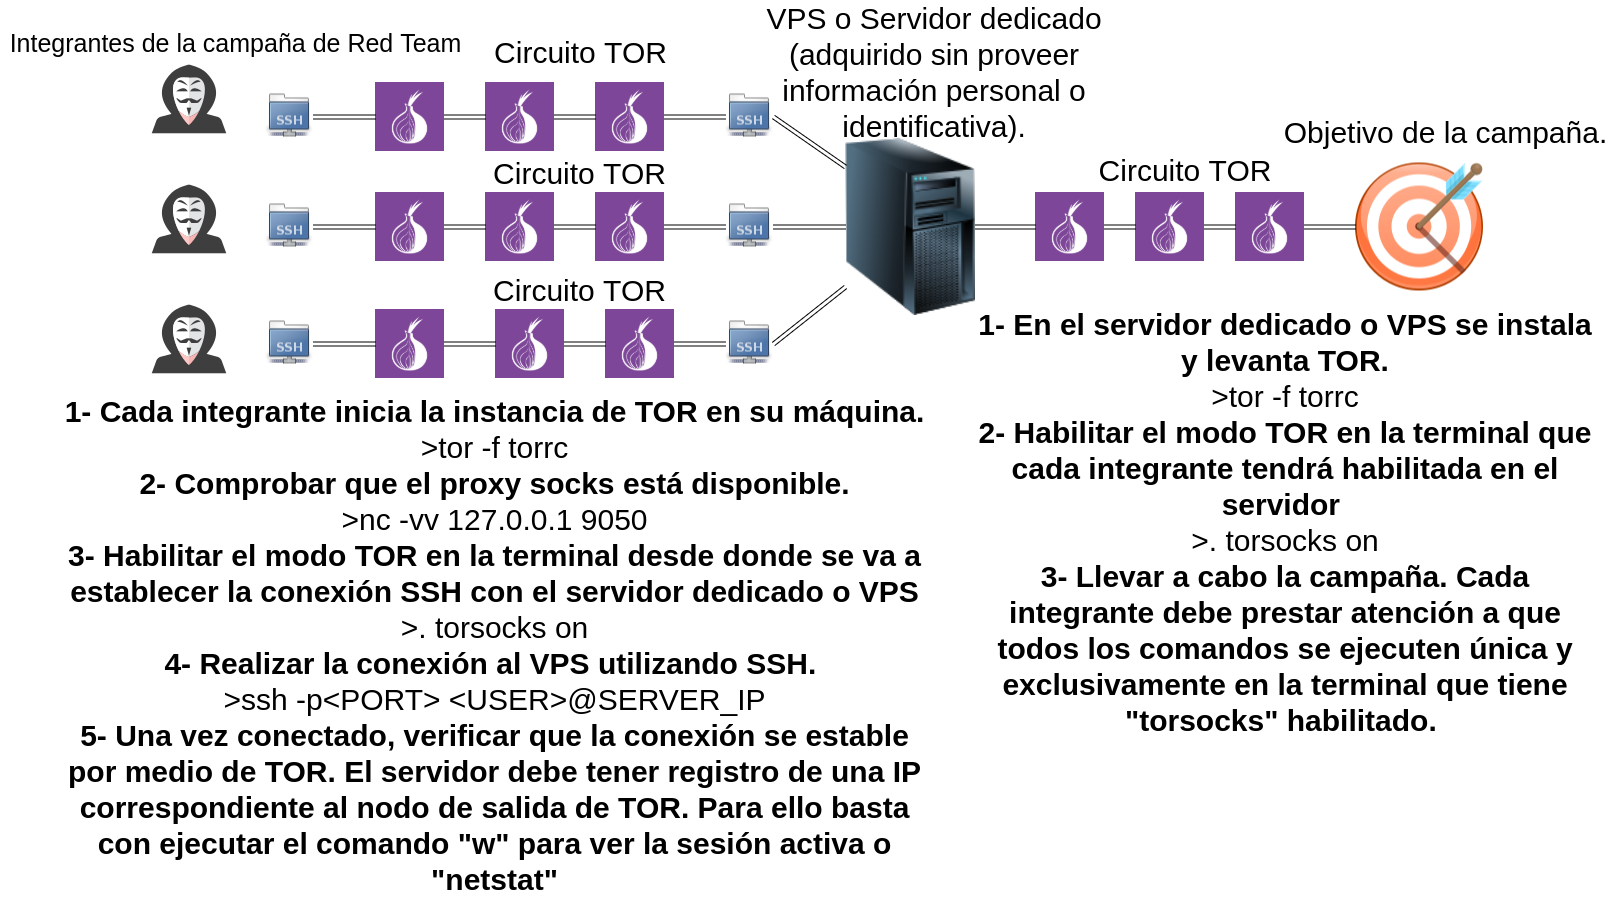 Integrantes de la campaña de Red Team
Circuito TOR
VPS o Servidor dedicado
(adquirido sin proveer
información personal o
identificativa).
Objetivo de la campaña.
SSH
SSH
Circuito TOR
Circuito TOR
SSH
SSH
Circuito TOR
SSH
SSH
1- Cada integrante inicia la instancia de TOR en su máquina.
>tor -f torrc
2- Comprobar que el proxy socks está disponible.
>nc -vv 127.0.0.1 9050
3- Habilitar el modo TOR en la terminal desde donde se va a
establecer la conexión SSH con el servidor dedicado o VPS
>. torsocks on
4- Realizar la conexión al VPS utilizando SSH.
>ssh -p<PORT> <USER>@SERVER_IP
5- Una vez conectado, verificar que la conexión se estable
por medio de TOR. El servidor debe tener registro de una IP
correspondiente al nodo de salida de TOR. Para ello basta
con ejecutar el comando "w" para ver la sesión activa o
"netstat"
1- En el servidor dedicado o VPS se instala
y levanta TOR.
>tor -f torrc
2- Habilitar el modo TOR en la terminal que
cada integrante tendrá habilitada en el
servidor
>. torsocks on
3- Llevar a cabo la campaña. Cada
integrante debe prestar atención a que
todos los comandos se ejecuten única y
exclusivamente en la terminal que tiene
"torsocks" habilitado.